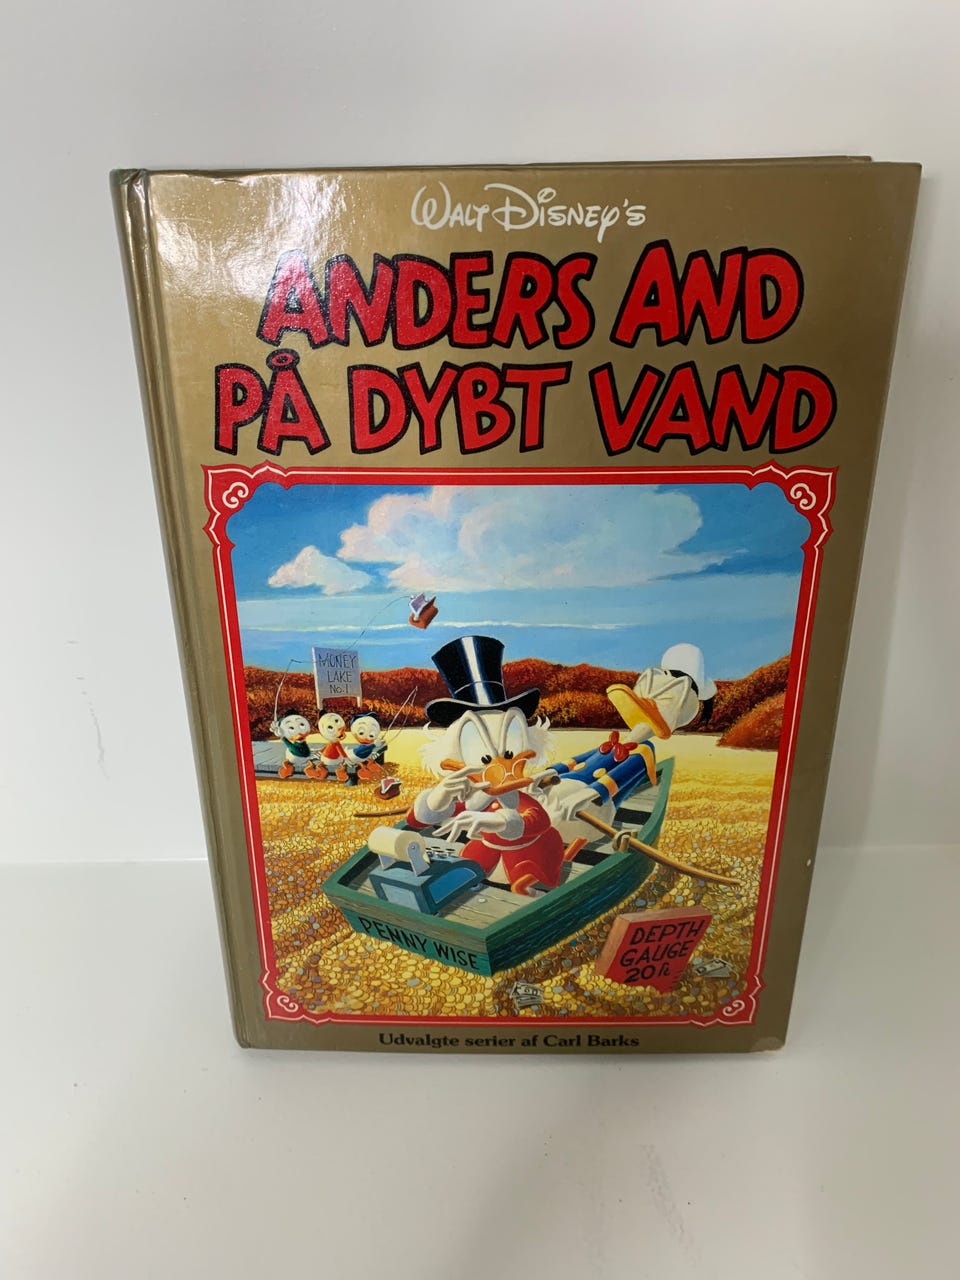 WALT DISNEY'S
ANDERS AND
PÅ DYBT VAND
MONEY
LAKE
No. 1
PENNY WISE
DEPTH
GAUGE
20 ft.
Udvalgte serier af Carl Barks